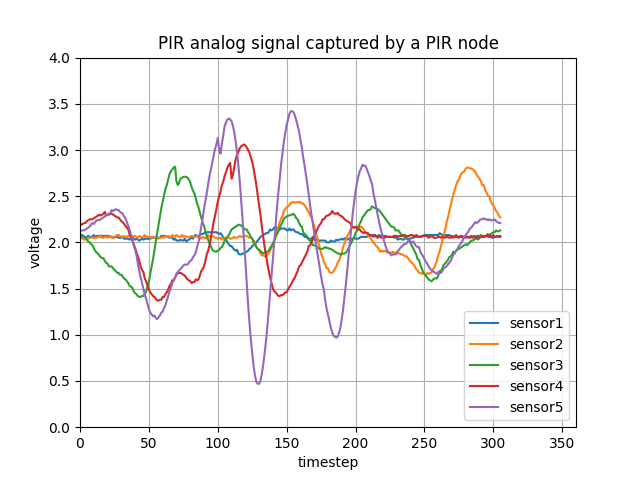 PIR analog signal captured by a PIR node
voltage
4.0
3.5
3.0
2.5
2.0
1.5
1.0
0.5
0.0
sensor1
sensor2
sensor3
sensor4
sensor5
0 50 100 150 200 250 300 350
timestep